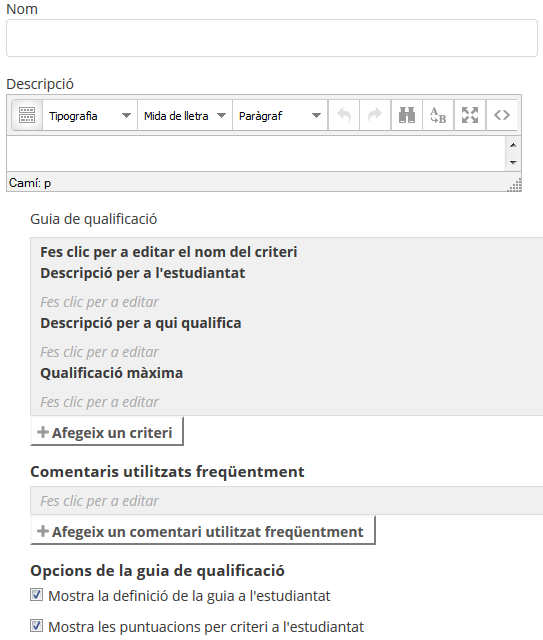 Nom
Descripció
Tipografia Mida de lletra Paràgraf
Camí: p
Guia de qualificació
Fes clic per a editar el nom del criteri
Descripció per a l'estudiantat
Fes clic per a editar
Descripció per a qui qualifica
Fes clic per a editar
Qualificació màxima
Fes clic per a editar
+ Afegeix un criteri
Comentaris utilitzats freqüentment
Fes clic per a editar
+ Afegeix un comentari utilitzat freqüentment
Opcions de la guia de qualificació
Mostra la definició de la guia a l'estudiantat
Mostra les puntuacions per criteri a l'estudiantat